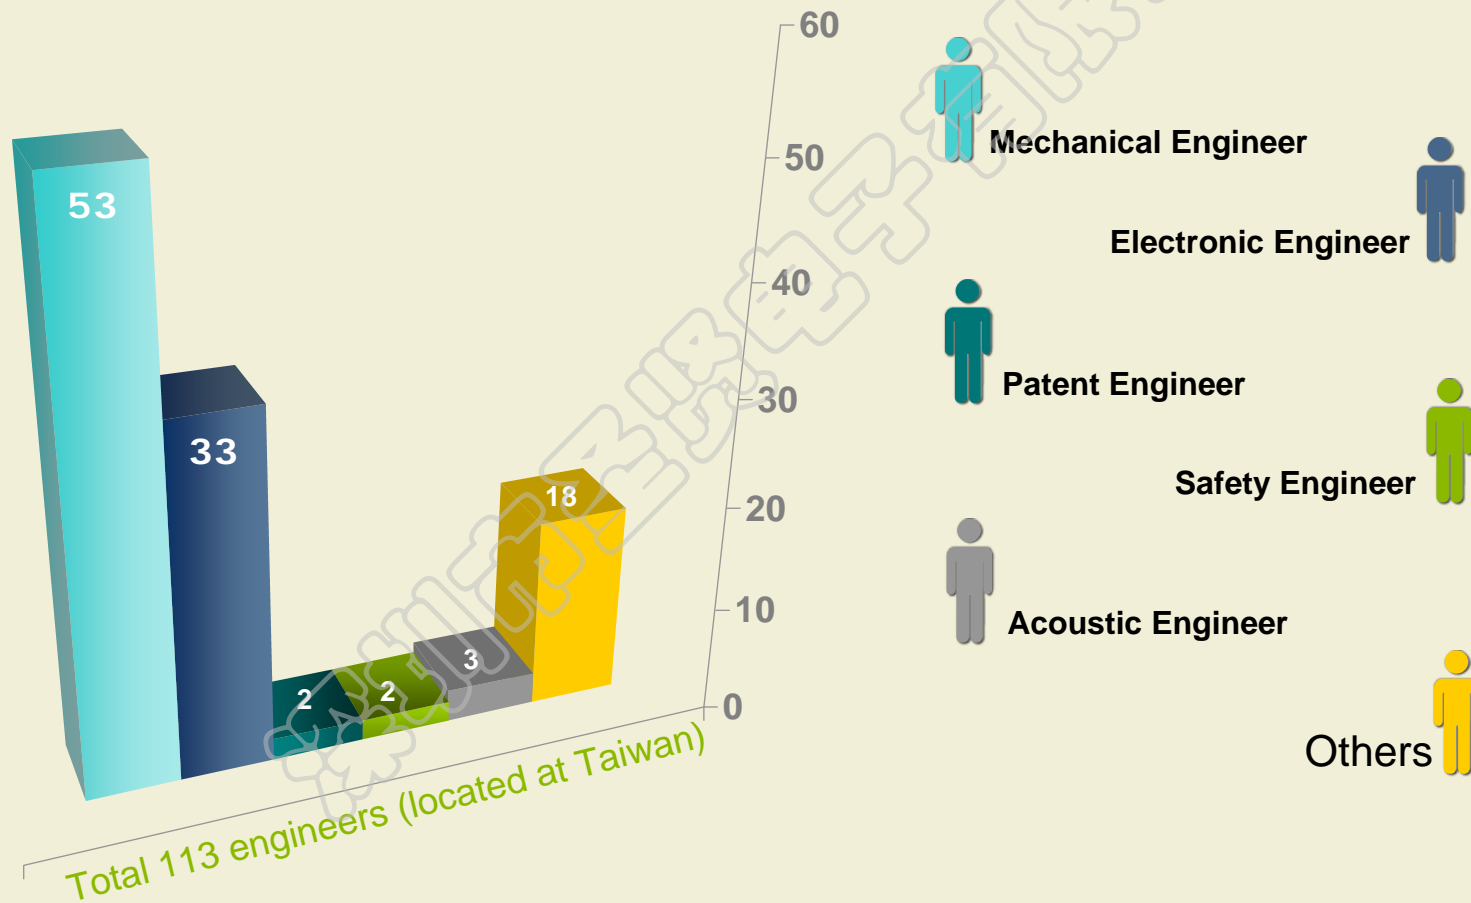 60
50
40
30
20
10
0
53
33
2
2
3
18
Total 113 engineers (located at Taiwan)
Mechanical Engineer
Electronic Engineer
Patent Engineer
Safety Engineer
Acoustic Engineer
Others